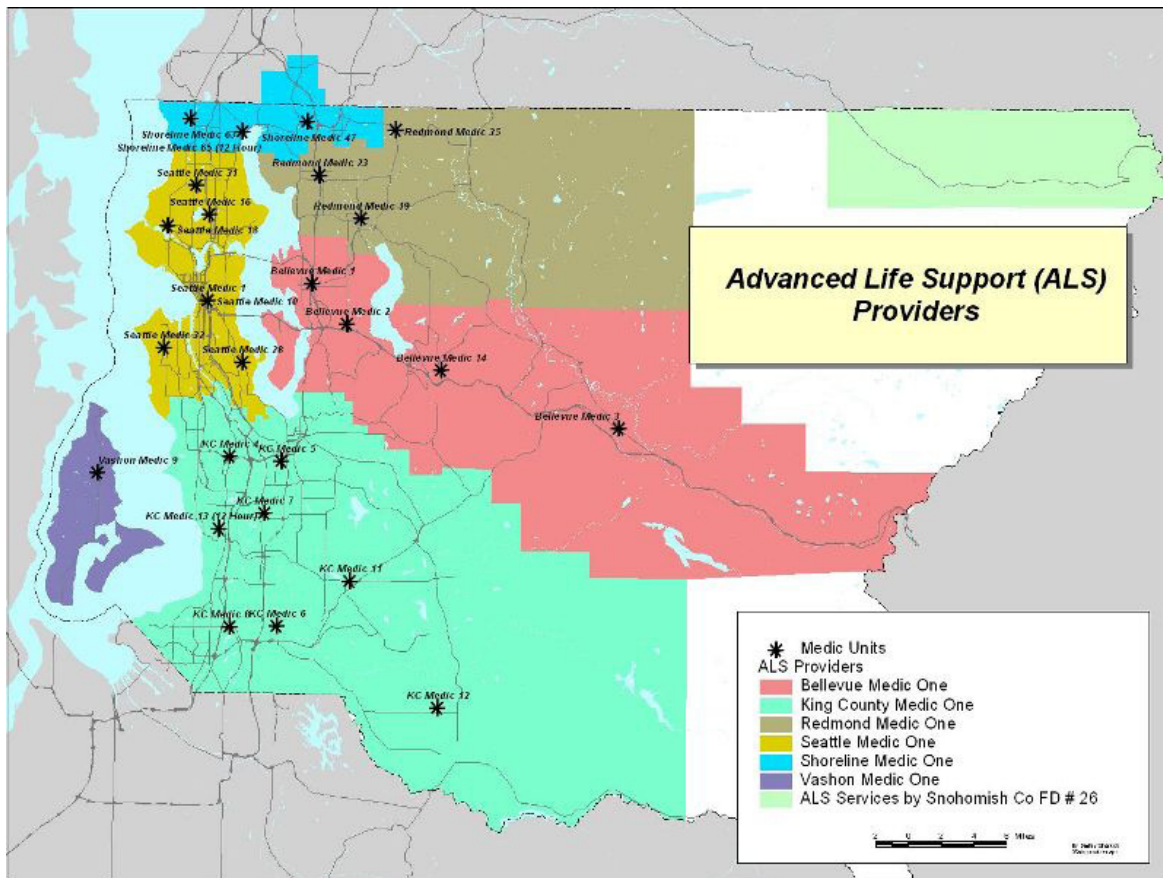 Shoreline Medic 63
Shoreline Medic 47
Redmond Medic 35
Shoreline Medic 65 (12 Hour)
Redmond Medic 23
Seattle Medic 31
Seattle Medic 16
Redmond Medic 19
Seattle Medic 18
Advanced Life Support (ALS)
Providers
Bellevue Medic 1
Seattle Medic 1
Seattle Medic 10
Bellevue Medic 2
Seattle Medic 32
Seattle Medic 28
Bellevue Medic 14
Bellevue Medic 3
KC Medic 4
KC Medic 5
Vashon Medic 9
KC Medic 7
KC Medic 13 (12 Hour)
KC Medic 11
KC Medic 8
KC Medic 6
KC Medic 12
Medic Units
ALS Providers
Bellevue Medic One
King County Medic One
Redmond Medic One
Seattle Medic One
Shoreline Medic One
Vashon Medic One
ALS Services by Snohomish Co FD # 26
2 0 2 4 6 Miles